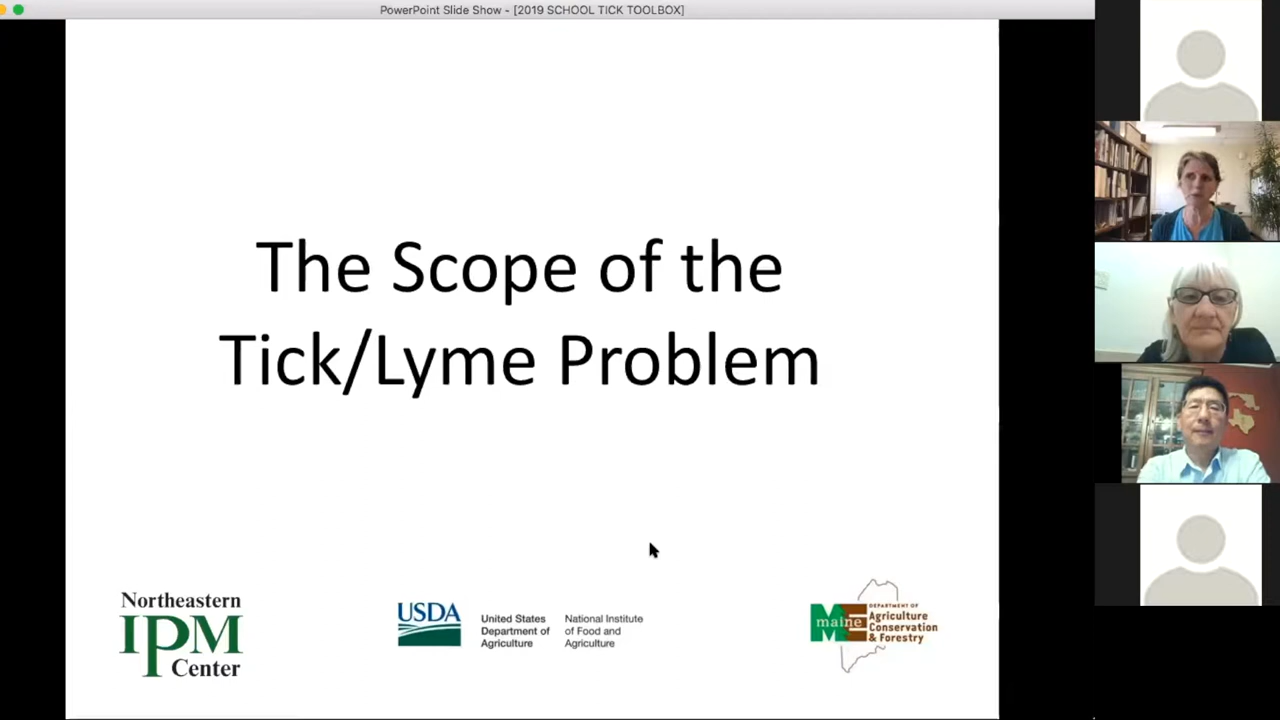 PowerPoint Slide Show - [2019 SCHOOL TICK TOOLBOX]
The Scope of the
Tick/Lyme Problem
Northeastern
IPM
Center
USDA
United States
Department of
Agriculture
National Institute
of Food and
Agriculture
maine
DEPARTMENT OF
Agriculture
Conservation
& Forestry